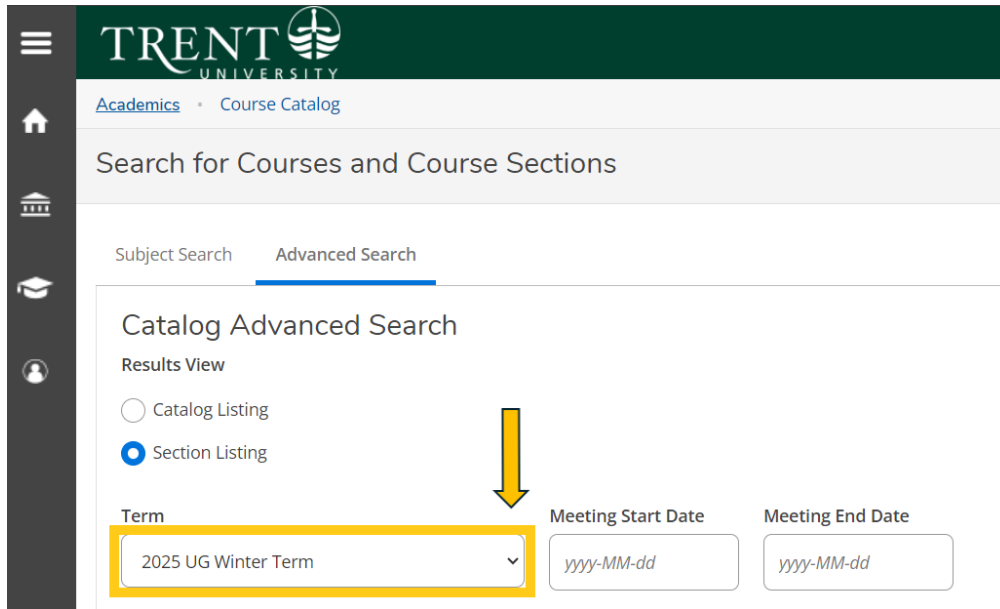 TRENT
UNIVERSITY
Academics • Course Catalog
Search for Courses and Course Sections
Subject Search Advanced Search
Catalog Advanced Search
Results View
Catalog Listing
Section Listing
Term Meeting Start Date Meeting End Date
2025 UG Winter Term yyyy-MM-dd yyyy-MM-dd